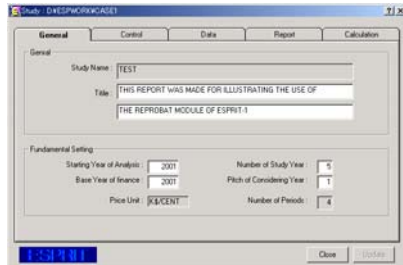 Study : D:¥ESPWORK¥CASE1
General Control Data Report Calculation
Genral
Study Name : TEST
Title : THIS REPORT WAS MADE FOR ILLUSTRATING THE USE OF
THE REPROBAT MODULE OF ESPRIT-1
Fundamental Setting
Starting Year of Analysis : 2001 Number of Study Year : 5
Base Year of finance : 2001 Pitch of Considering Year : 1
Price Unit : K$/CENT Number of Periods : 4
ESPRIT Close Update